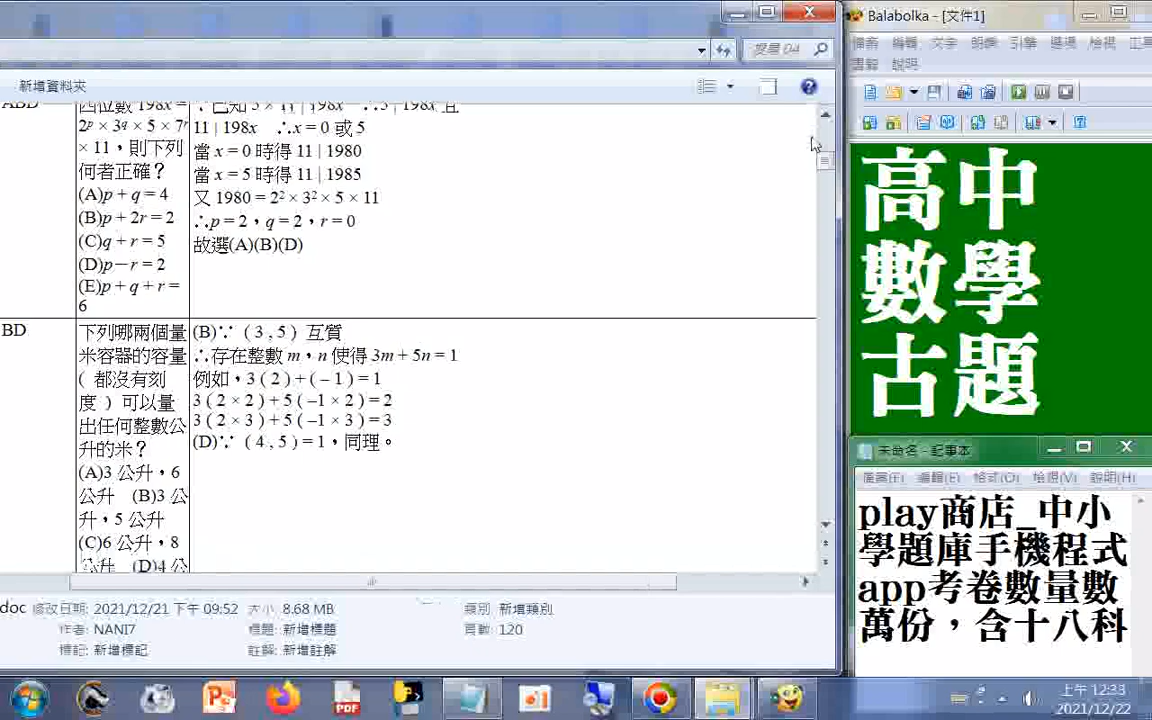 Balabolka - [文件1]
搜尋 04
檔案 編輯 文字 朗讀 引擎 選項 檢視
書籤 說明
新增資料夾
ABD
四位數 198x =
2ᵖ × 3^q × 5 × 7ʳ
× 11,則下列
何者正確?
(A)p + q = 4
(B)p + 2r = 2
(C)q + r = 5
(D)p－r = 2
(E)p + q + r =
6
11 | 198x ∴x = 0 或 5
當 x = 0 時得 11 | 1980
當 x = 5 時得 11 | 1985
又 1980 = 2² × 3² × 5 × 11
∴p = 2,q = 2,r = 0
故選(A)(B)(D)
BD
下列哪兩個量
米容器的容量
( 都沒有刻
度 ) 可以量
出任何整數公
升的米?
(A)3 公升,6
公升 (B)3 公
升,5 公升
(C)6 公升,8
公升 (D)4 公
(B)∵ ( 3 , 5 ) 互質
∴存在整數 m,n 使得 3m + 5n = 1
例如,3 ( 2 ) + ( – 1 ) = 1
3 ( 2 × 2 ) + 5 ( –1 × 2 ) = 2
3 ( 2 × 3 ) + 5 ( –1 × 3 ) = 3
(D)∵ ( 4 , 5 ) = 1,同理。
高中
數學
古題
未命名 - 記事本
檔案(F) 編輯(E) 格式(O) 檢視(V) 說明(H)
play商店_中小
學題庫手機程式
app考卷數量數
萬份,含十八科
doc 修改日期: 2021/12/21 下午 09:52 大小: 8.68 MB 類別: 新增類別
作者: NANI7 標題: 新增標題 頁數: 120
標記: 新增標記 註解: 新增註解
上午 12:33
2021/12/22